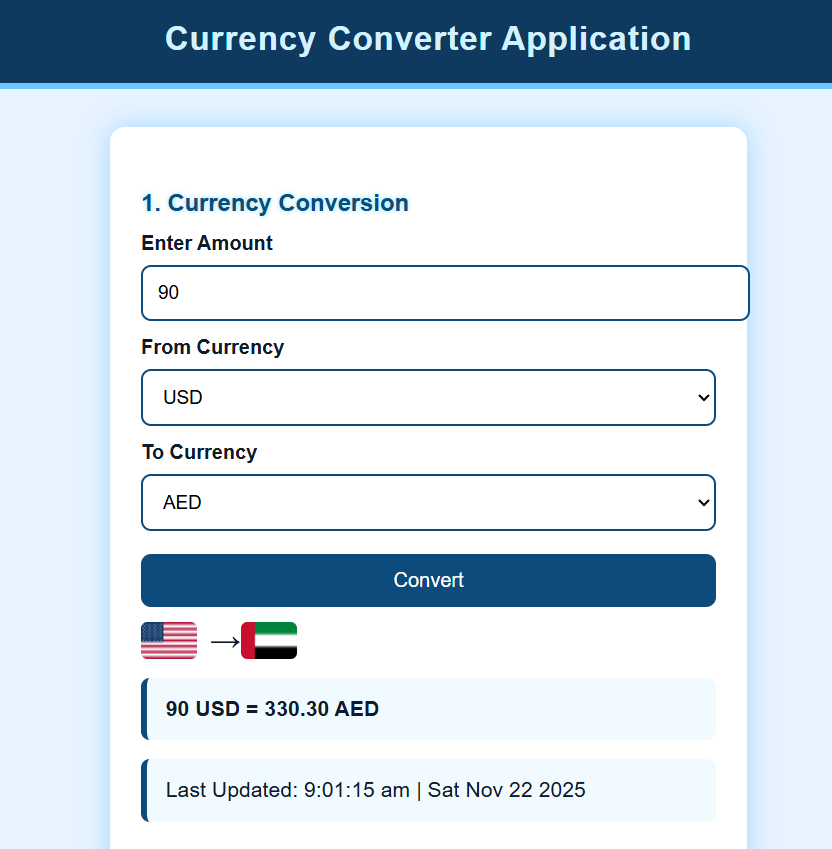 Currency Converter Application
1. Currency Conversion
Enter Amount
90
From Currency
USD
To Currency
AED
Convert
→
90 USD = 330.30 AED
Last Updated: 9:01:15 am | Sat Nov 22 2025